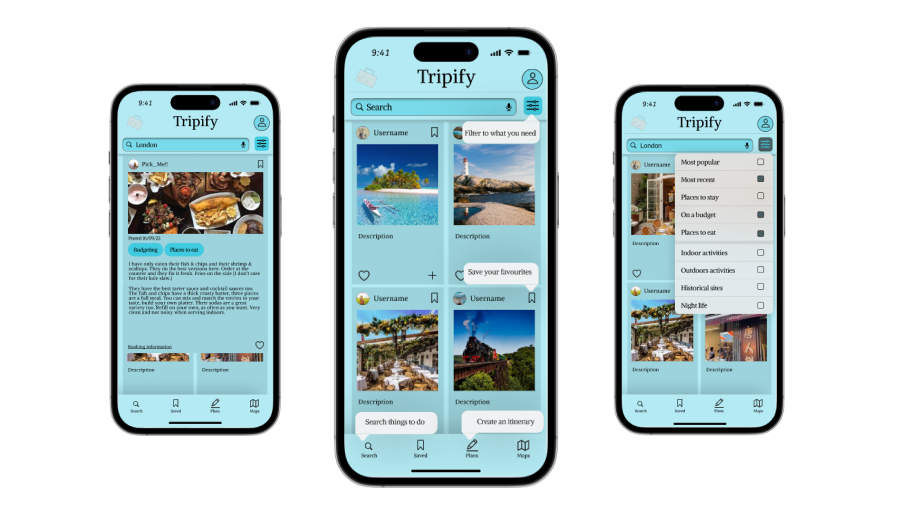 9:41
Tripify
London
Pick_Me!!
Posted 16/09/25
Budgeting
Places to eat
I have only eaten their fish & chips and their shrimp &
scallops. They do the best versions here. Order at the
counter and they fix it fresh. Fries on the side (I don't care
for their kale slaw.)
They have the best tarter sauce and cocktail sauces too.
The Tub and chips have a thick crusty batter, three pieces
are a full meal. You can mix and match the entries to your
taste, build your own platter. Their sodas are a great
variety too. Refill on your own, as often as you want. Very
clean and not noisy when serving indoors.
Booking information
Description
Description
Search
Saved
Plans
Maps
9:41
Tripify
Search
Filter to what you need
Username
Description
Description
Save your favourites
Username
Username
Description
Description
Search things to do
Create an itinerary
Search
Saved
Plans
Maps
9:41
Tripify
London
Username
Most popular
Most recent
Places to stay
On a budget
Places to eat
Indoor activities
Outdoors activities
Historical sites
Night life
Description
Username
Description
Description
Search
Saved
Plans
Maps